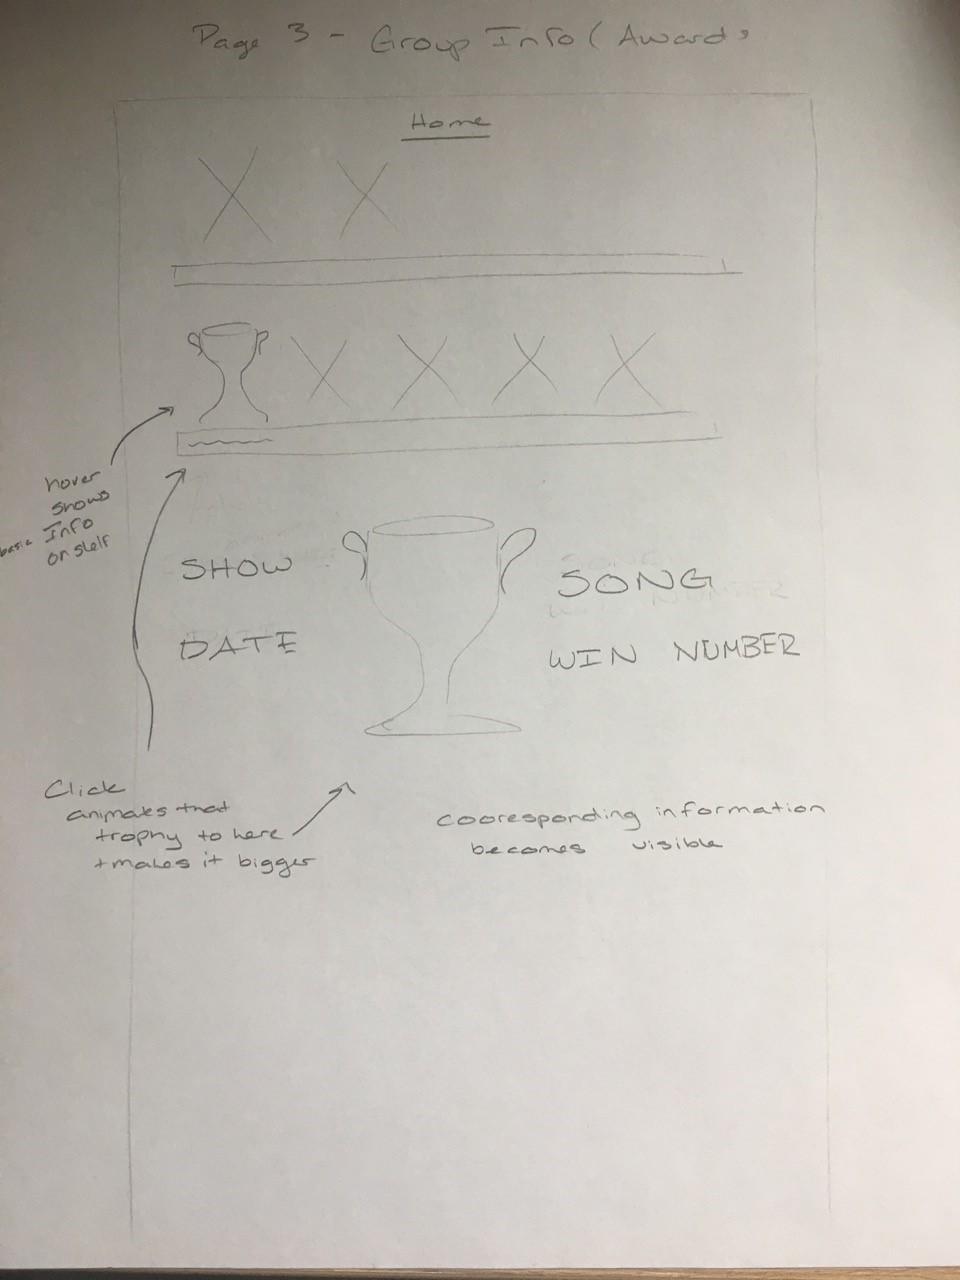 Page 3 - Group Info (Awards
Home
hover
shows
basic Info
on shelf
SHOW
SONG
DATE
WIN NUMBER
Click
animates that
trophy to here
+ makes it bigger
cooresponding information
becomes visible